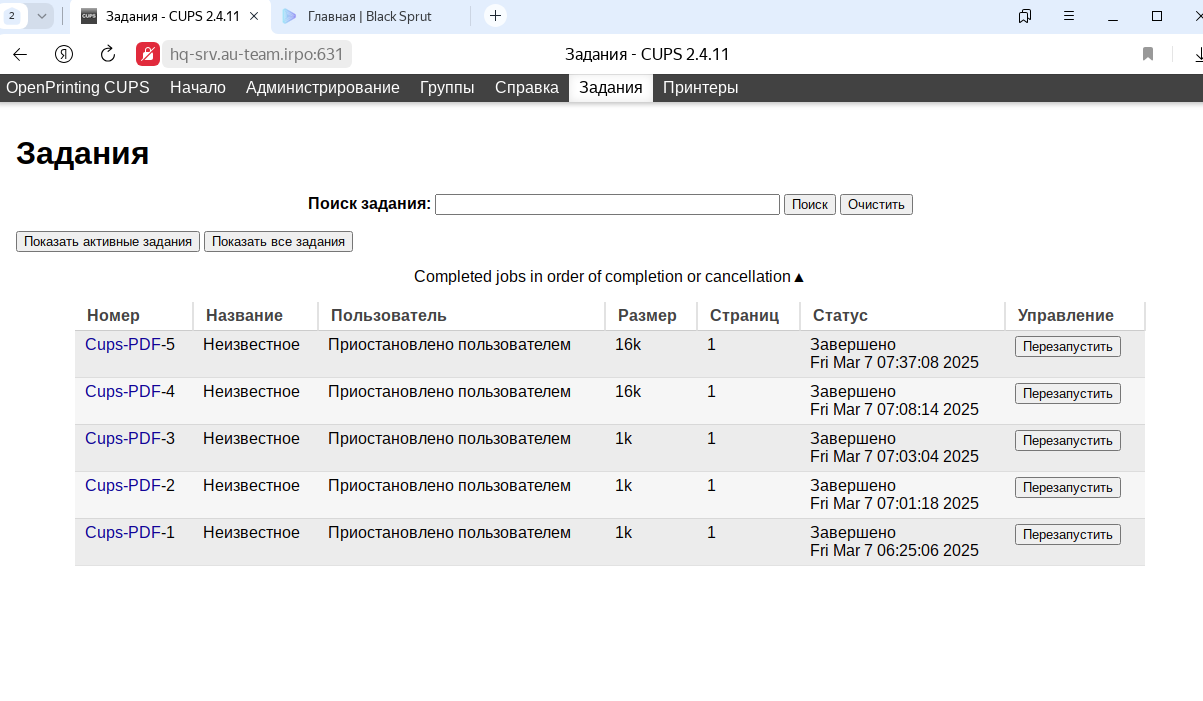 2
Задания - CUPS 2.4.11
Главная | Black Sprut
hq-srv.au-team.irpo:631
Задания - CUPS 2.4.11
OpenPrinting CUPS Начало Администрирование Группы Справка Задания Принтеры
Задания
Поиск задания: Поиск Очистить
Показать активные задания Показать все задания
Completed jobs in order of completion or cancellation▲
Номер Название Пользователь Размер Страниц Статус Управление
Cups-PDF-5 Неизвестное Приостановлено пользователем 16k 1 Завершено Перезапустить
Fri Mar 7 07:37:08 2025
Cups-PDF-4 Неизвестное Приостановлено пользователем 16k 1 Завершено Перезапустить
Fri Mar 7 07:08:14 2025
Cups-PDF-3 Неизвестное Приостановлено пользователем 1k 1 Завершено Перезапустить
Fri Mar 7 07:03:04 2025
Cups-PDF-2 Неизвестное Приостановлено пользователем 1k 1 Завершено Перезапустить
Fri Mar 7 07:01:18 2025
Cups-PDF-1 Неизвестное Приостановлено пользователем 1k 1 Завершено Перезапустить
Fri Mar 7 06:25:06 2025